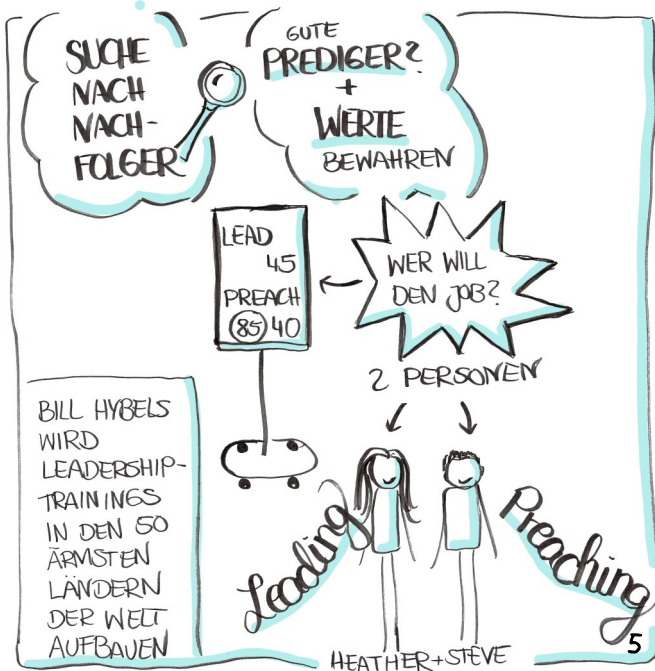 SUCHE
NACH
NACH-
FOLGER
GUTE
PREDIGER?
+
WERTE
BEWAHREN
LEAD
45
PREACH
85 40
WER WILL
DEN JOB?
2 PERSONEN
BILL HYBELS
WIRD
LEADERSHIP-
TRAININGS
IN DEN 50
ÄRMSTEN
LÄNDERN
DER WELT
AUFBAUEN
Leading
Preaching
HEATHER+STEVE
5